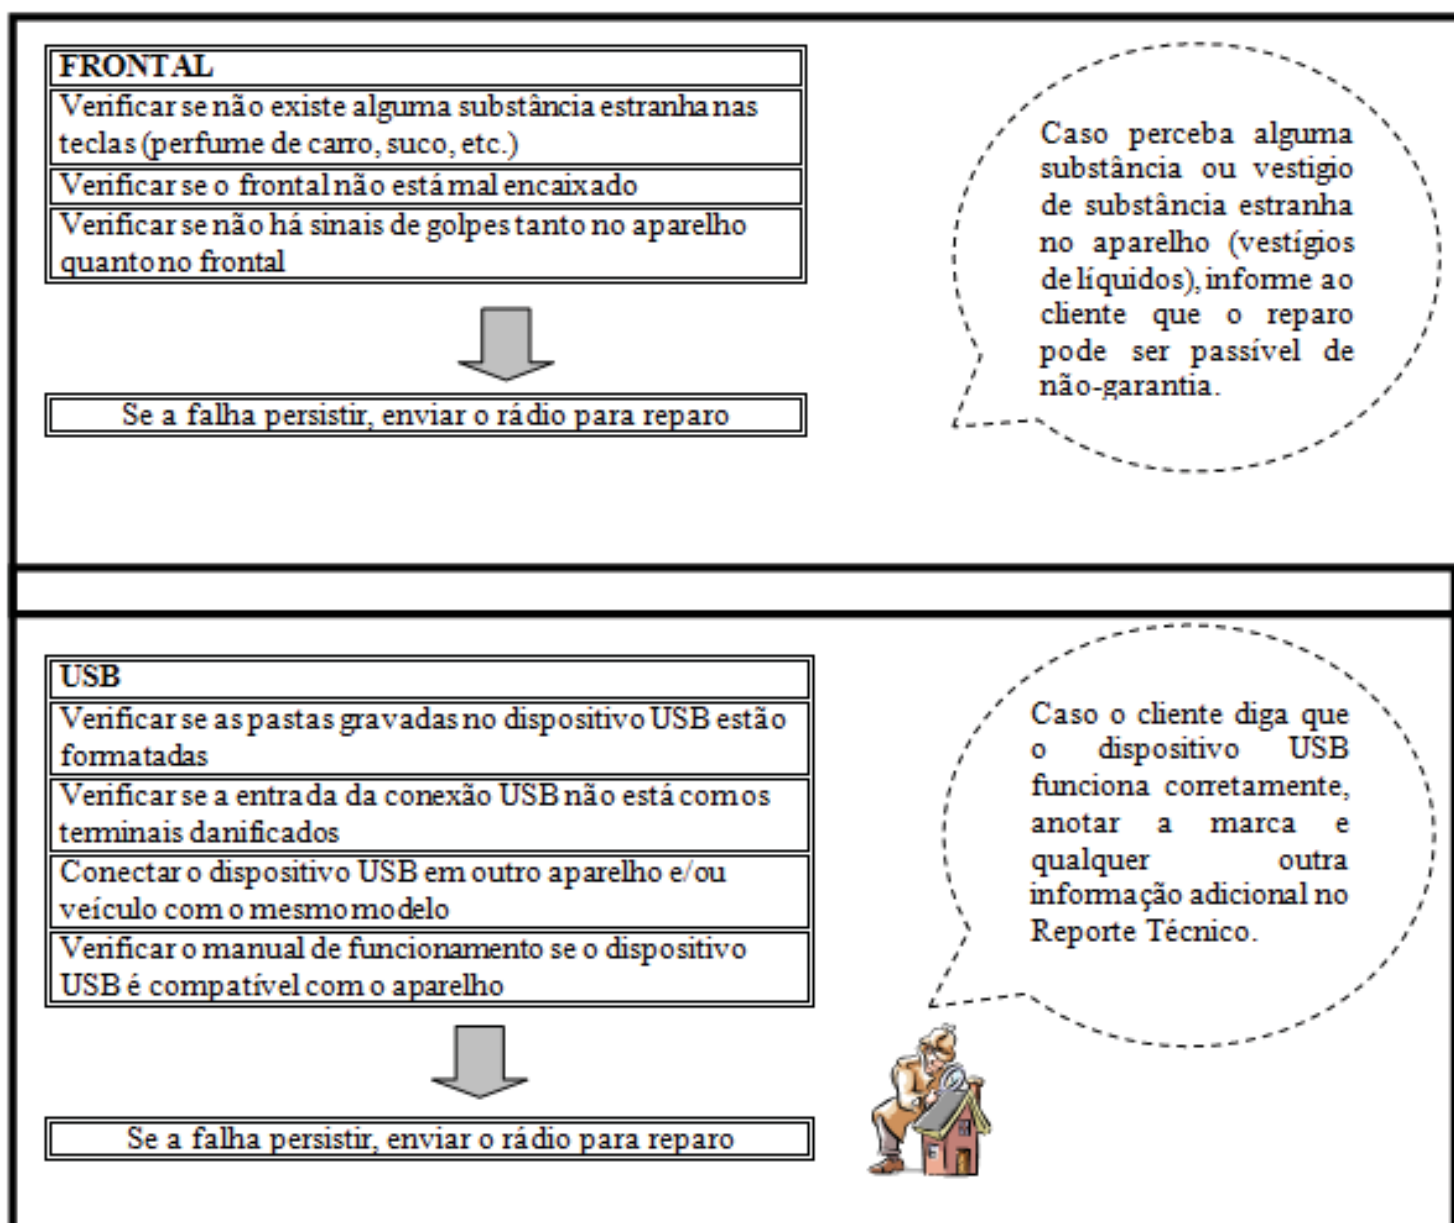 FRONTAL
Verificar se não existe alguma substância estranha nas
teclas (perfume de carro, suco, etc.)
Verificar se o frontal não está mal encaixado
Verificar se não há sinais de golpes tanto no aparelho
quanto no frontal
Se a falha persistir, enviar o rádio para reparo
Caso perceba alguma
substância ou vestigio
de substância estranha
no aparelho (vestígios
de líquidos), informe ao
cliente que o reparo
pode ser passível de
não-garantia.
USB
Verificar se as pastas gravadas no dispositivo USB estão
formatadas
Verificar se a entrada da conexão USB não está com os
terminais danificados
Conectar o dispositivo USB em outro aparelho e/ou
veículo com o mesmo modelo
Verificar o manual de funcionamento se o dispositivo
USB é compatível com o aparelho
Se a falha persistir, enviar o rádio para reparo
Caso o cliente diga que
o dispositivo USB
funciona corretamente,
anotar a marca e
qualquer outra
informação adicional no
Reporte Técnico.